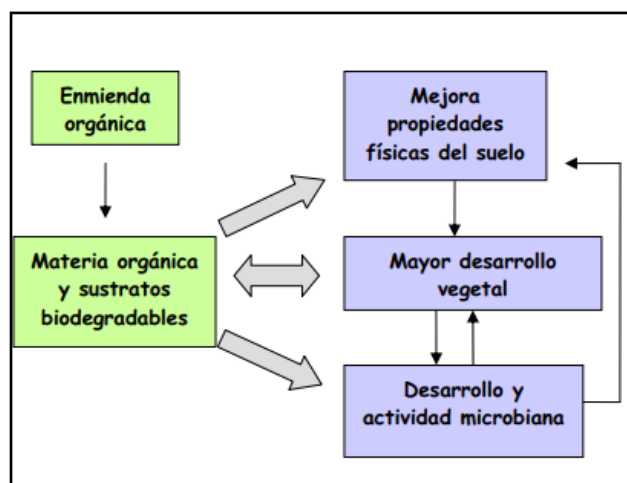 Enmienda
orgánica
Materia orgánica
y sustratos
biodegradables
Mejora
propiedades
físicas del suelo
Mayor desarrollo
vegetal
Desarrollo y
actividad microbiana